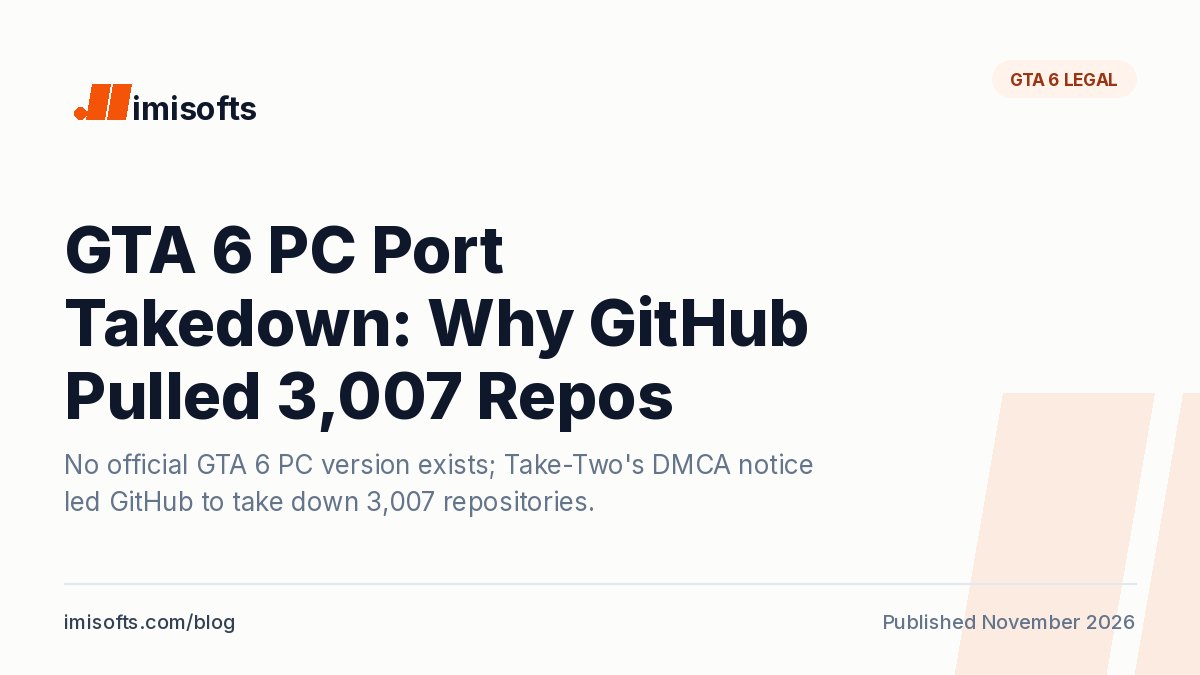 imisofts
GTA 6 LEGAL
GTA 6 PC Port
Takedown: Why GitHub
Pulled 3,007 Repos
No official GTA 6 PC version exists; Take-Two's DMCA notice
led GitHub to take down 3,007 repositories.
imisofts.com/blog
Published November 2026